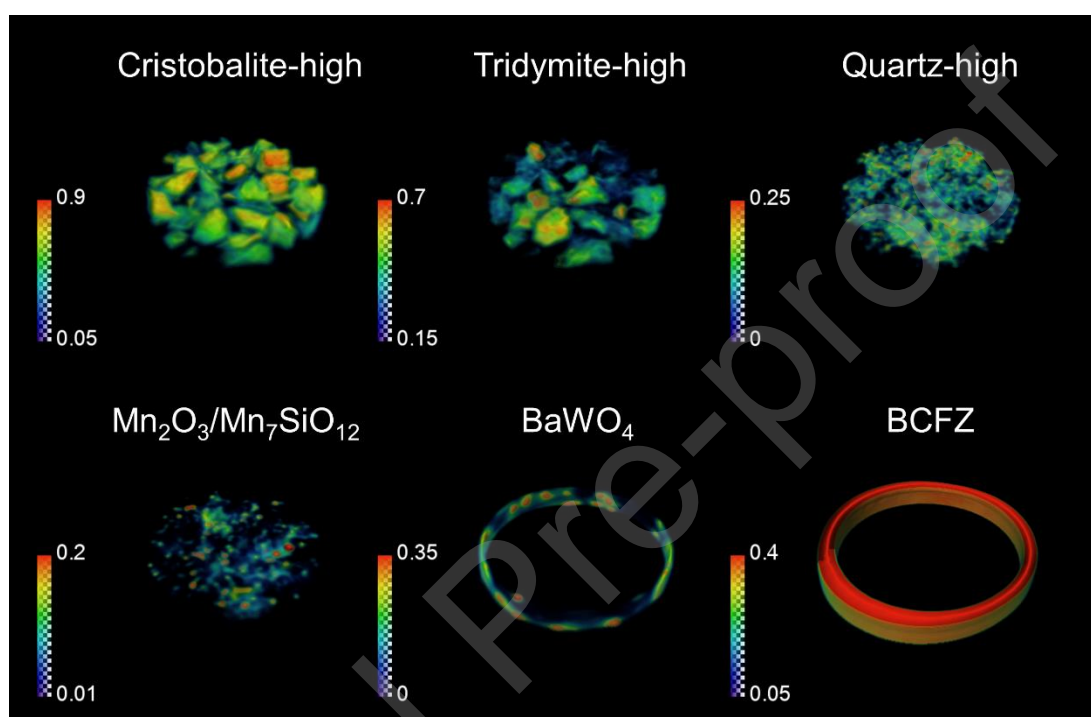 Cristobalite-high Tridymite-high Quartz-high
0.9 0.7 0.25
0.05 0.15 0
Mn₂O₃/Mn₇SiO₁₂ BaWO₄ BCFZ
0.2 0.35 0.4
0.01 0 0.05
l Pre-proof